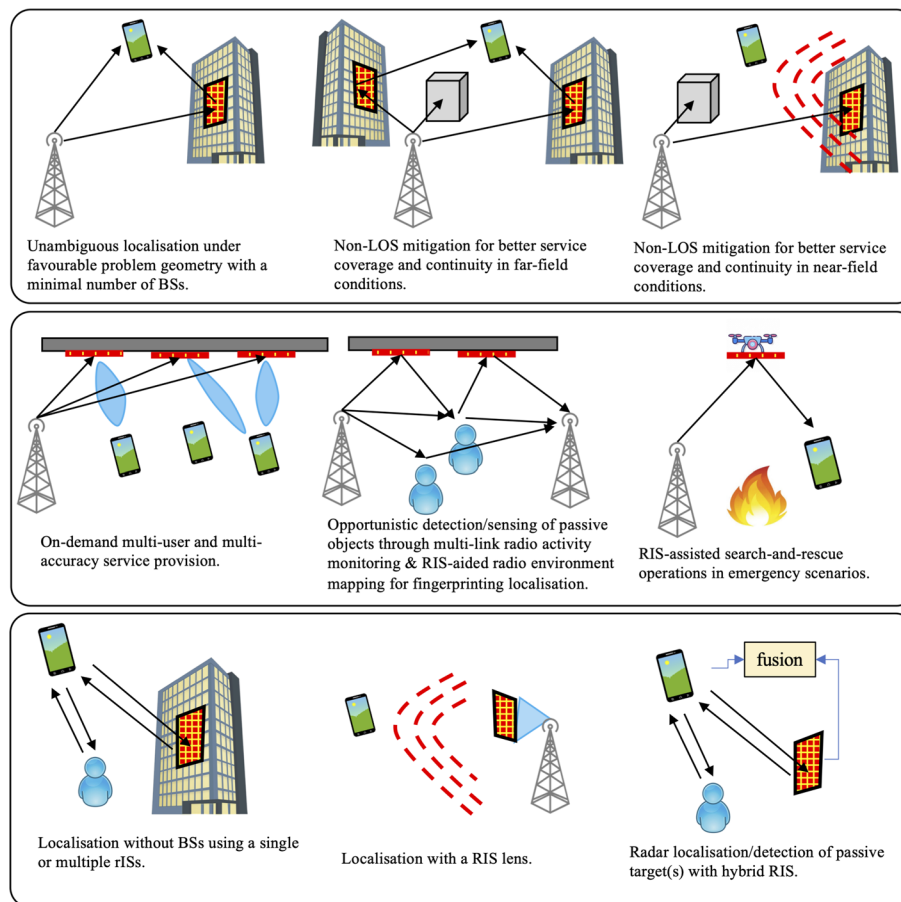 Unambiguous localisation under
favourable problem geometry with a
minimal number of BSs.
Non-LOS mitigation for better service
coverage and continuity in far-field
conditions.
Non-LOS mitigation for better service
coverage and continuity in near-field
conditions.
On-demand multi-user and multi-
accuracy service provision.
Opportunistic detection/sensing of passive
objects through multi-link radio activity
monitoring & RIS-aided radio environment
mapping for fingerprinting localisation.
RIS-assisted search-and-rescue
operations in emergency scenarios.
fusion
Localisation without BSs using a single
or multiple rISs.
Localisation with a RIS lens.
Radar localisation/detection of passive
target(s) with hybrid RIS.